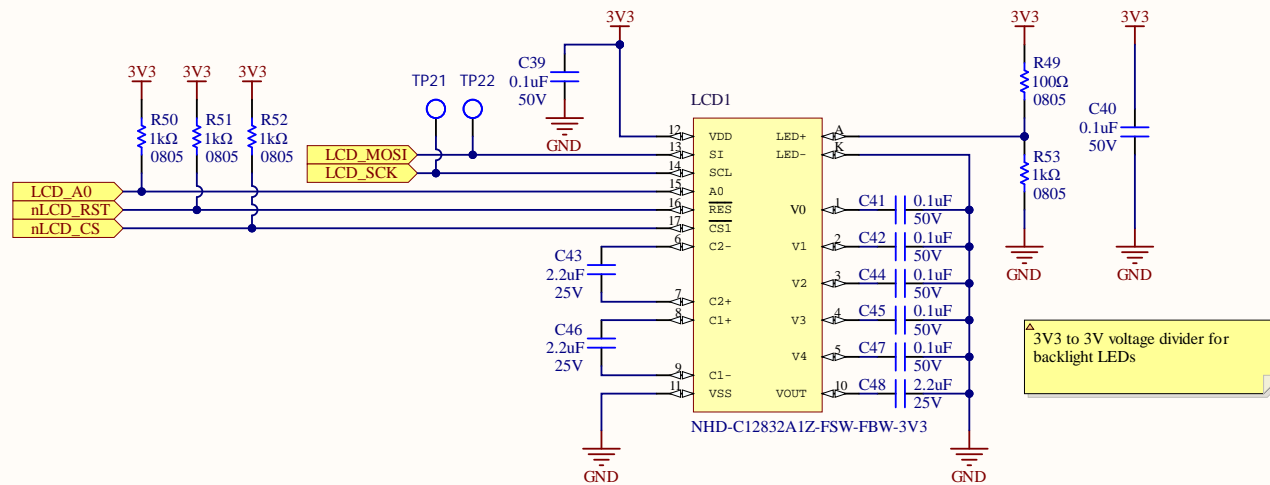 3V3
3V3
3V3
C39
0.1uF
50V
GND
3V3
3V3
3V3
R50
1kΩ
0805
R51
1kΩ
0805
R52
1kΩ
0805
TP21
TP22
LCD1
R49
100Ω
0805
C40
0.1uF
50V
LCD_MOSI
LCD_SCK
LCD_A0
nLCD_RST
nLCD_CS
12
VDD
13
SI
14
SCL
15
A0
16
RES
17
CS1
6
C2-
7
C2+
8
C1+
9
C1-
11
VSS
LED+
A
LED-
K
V0
1
V1
2
V2
3
V3
4
V4
5
VOUT
10
C43
2.2uF
25V
C46
2.2uF
25V
C41
0.1uF
50V
C42
0.1uF
50V
C44
0.1uF
50V
C45
0.1uF
50V
C47
0.1uF
50V
C48
2.2uF
25V
R53
1kΩ
0805
GND
GND
3V3 to 3V voltage divider for
backlight LEDs
NHD-C12832A1Z-FSW-FBW-3V3
GND
GND